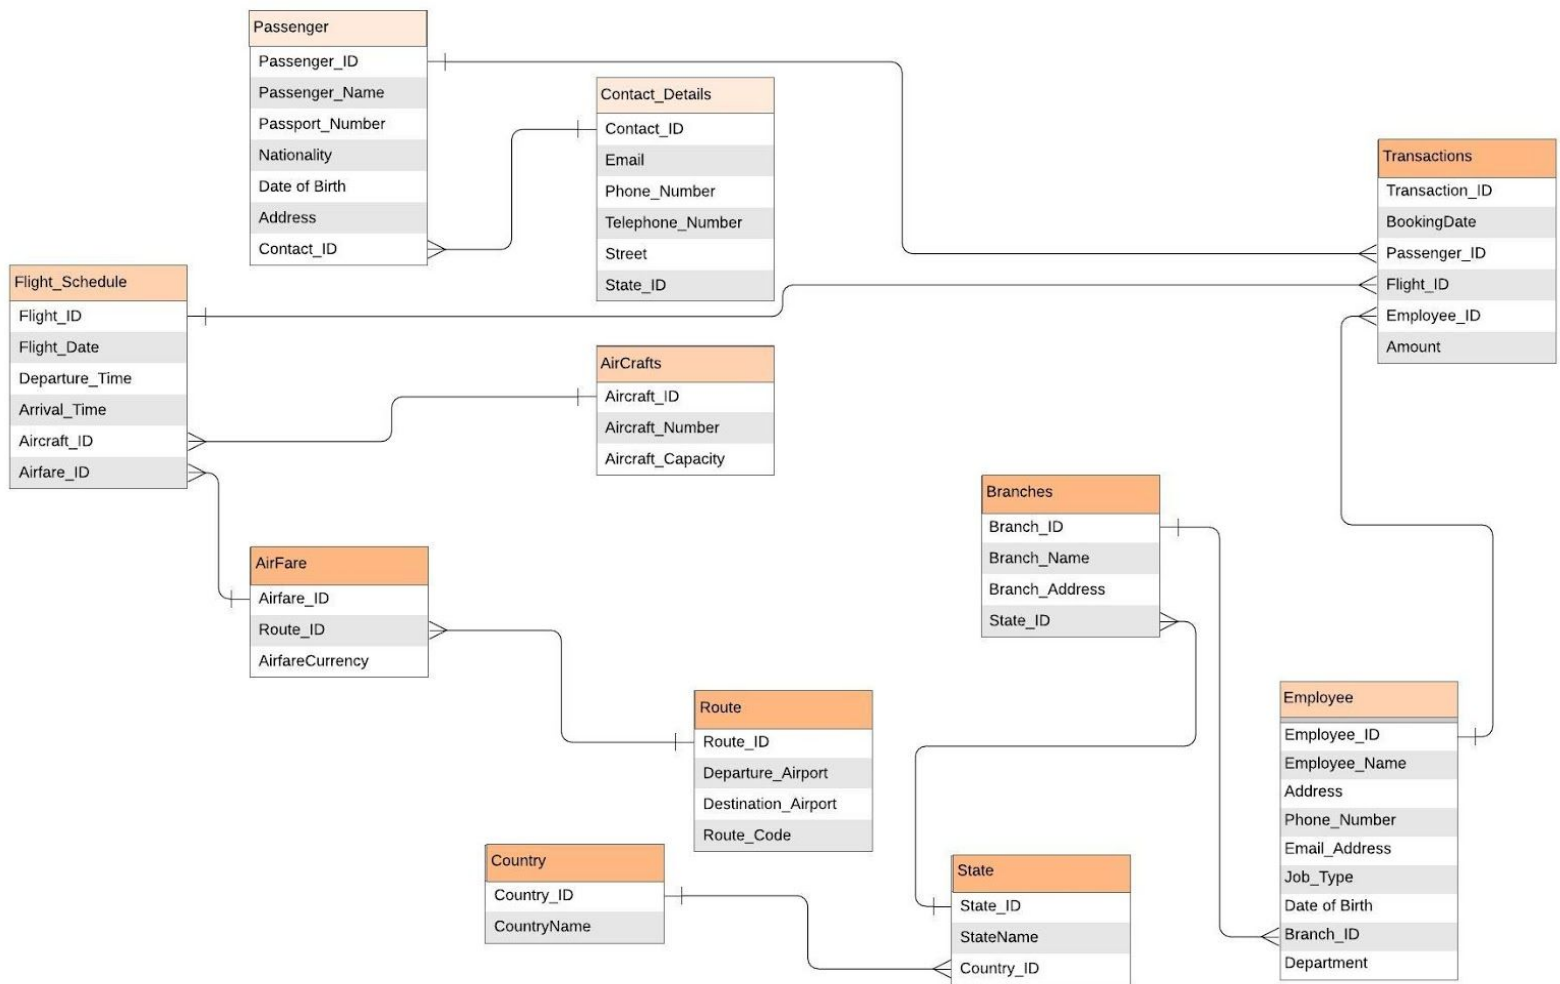 Passenger
Passenger_ID
Passenger_Name
Passport_Number
Nationality
Date of Birth
Address
Contact_ID
Contact_Details
Contact_ID
Email
Phone_Number
Telephone_Number
Street
State_ID
Transactions
Transaction_ID
BookingDate
Passenger_ID
Flight_ID
Employee_ID
Amount
Flight_Schedule
Flight_ID
Flight_Date
Departure_Time
Arrival_Time
Aircraft_ID
Airfare_ID
AirCrafts
Aircraft_ID
Aircraft_Number
Aircraft_Capacity
Branches
Branch_ID
Branch_Name
Branch_Address
State_ID
AirFare
Airfare_ID
Route_ID
AirfareCurrency
Route
Route_ID
Departure_Airport
Destination_Airport
Route_Code
Employee
Employee_ID
Employee_Name
Address
Phone_Number
Email_Address
Job_Type
Date of Birth
Branch_ID
Department
Country
Country_ID
CountryName
State
State_ID
StateName
Country_ID